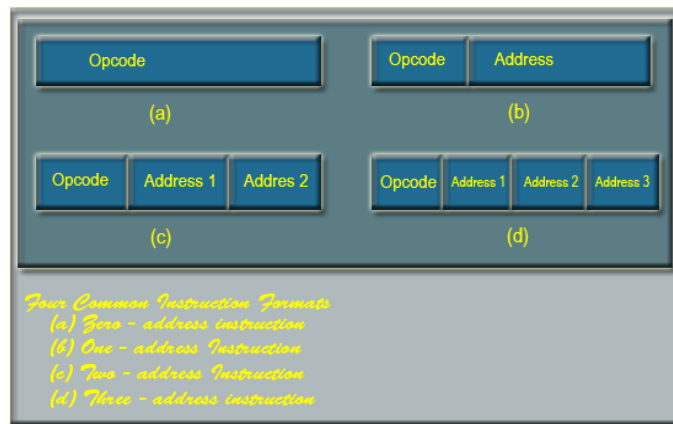 Opcode
Opcode Address
(a)
(b)
Opcode Address 1 Addres 2
Opcode Address 1 Address 2 Address 3
(c)
(d)
Four Common Instruction Formats
(a) Zero - address instruction
(b) One - address Instruction
(c) Two - address Instruction
(d) Three - address instruction